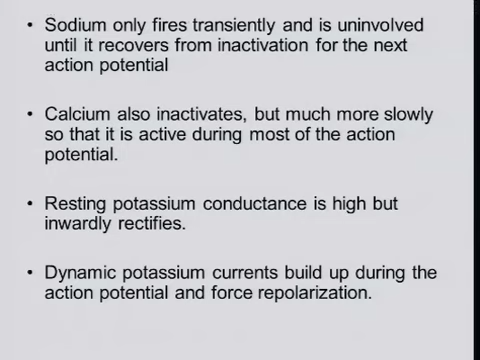 • Sodium only fires transiently and is uninvolved
until it recovers from inactivation for the next
action potential
• Calcium also inactivates, but much more slowly
so that it is active during most of the action
potential.
• Resting potassium conductance is high but
inwardly rectifies.
• Dynamic potassium currents build up during the
action potential and force repolarization.